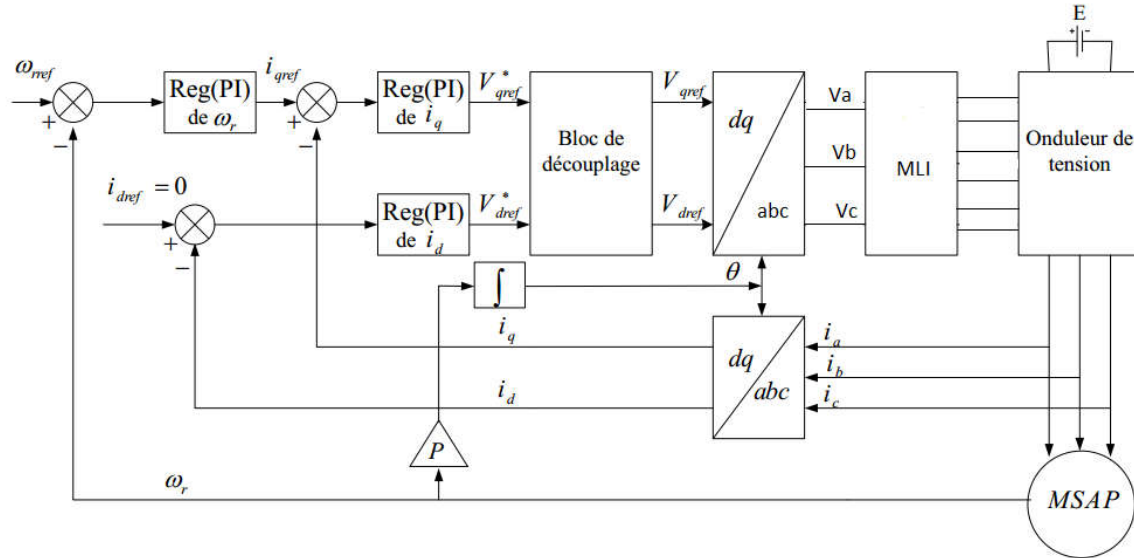 E
+
-
ω_rref
+
−
Reg(PI)
de ω_r
i_qref
+
−
Reg(PI)
de i_q
V*_qref
Bloc de
découplage
V_qref
dq
abc
Va
Vb
Vc
MLI
Onduleur de
tension
i_dref = 0
+
−
Reg(PI)
de i_d
V*_dref
V_dref
∫
θ
i_q
i_d
dq
abc
i_a
i_b
i_c
P
ω_r
MSAP